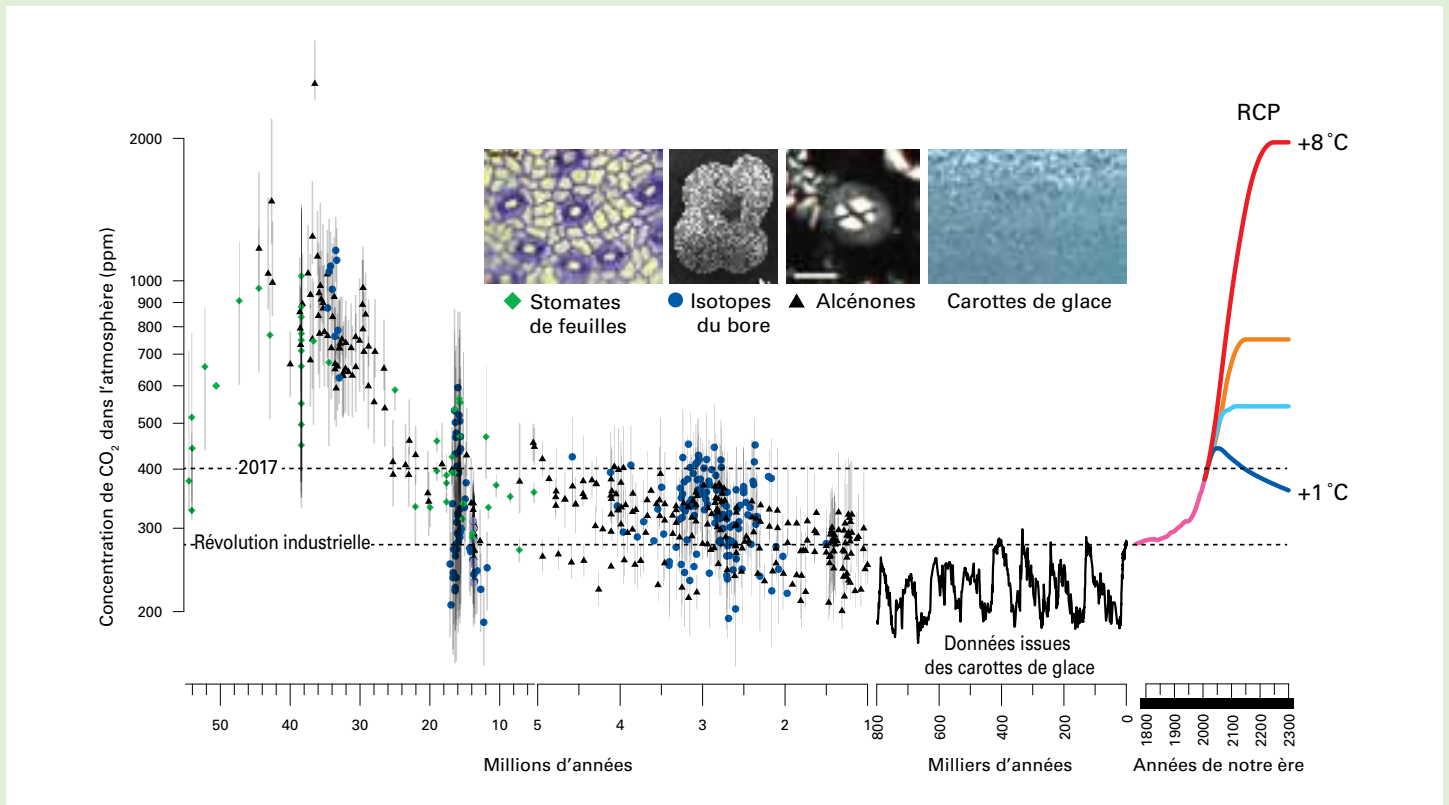 RCP
+8 °C
2000
1000
900
800
700
600
500
400
300
200
Concentration de CO2 dans l'atmosphère (ppm)
Stomates
de feuilles
Isotopes
du bore
Alcénones
Carottes de glace
2017
Révolution industrielle
+1 °C
Données issues
des carottes de glace
50 40 30 20 10 5 4 3 2 1
800 600 400 200 0
1800 1900 2000 2100 2200 2300
Millions d'années
Milliers d'années
Années de notre ère